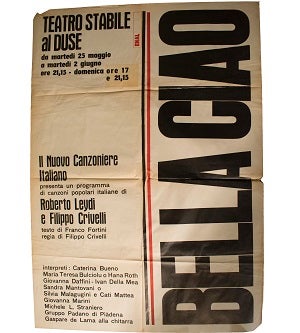 TEATRO STABILE
al DUSE
da martedì 25 maggio
a martedì 2 giugno
ore 21,15 - domenica ore 17
e 21,15
ENAL
BELLA CIAO
Il Nuovo Canzoniere
Italiano
presenta un programma
di canzoni popolari italiane di
Roberto Leydi
e Filippo Crivelli
testo di Franco Fortini
regia di Filippo Crivelli
interpreti: Caterina Bueno
Maria Teresa Bulciolu e Hana Roth
Giovanna Daffini - Ivan Della Mea
Sandra Mantovani e
Silvia Malagugini e Cati Mattea
Giovanna Marini
Michele L. Straniero
Gruppo Padano di Piadena
Gaspare de Lama alla chitarra